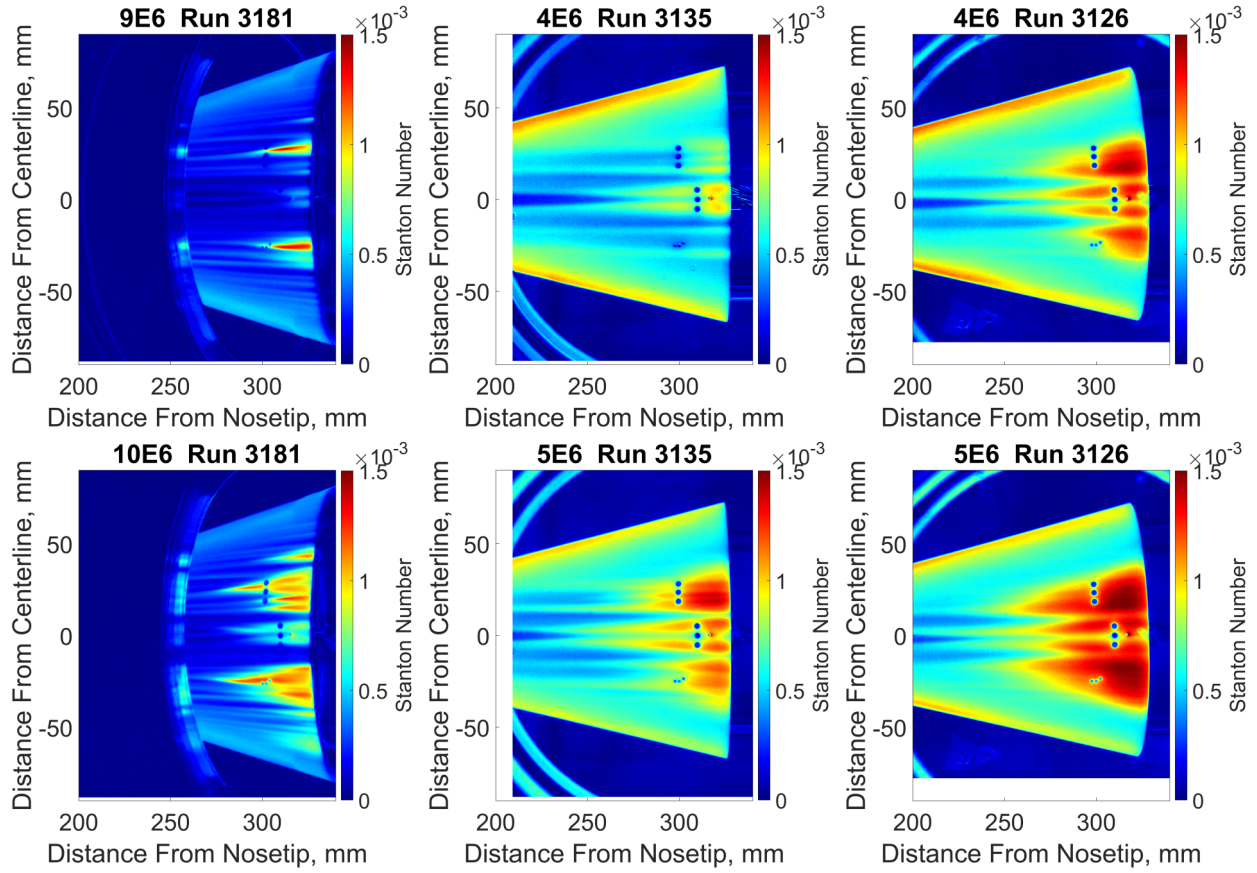 9E6  Run 3181
×10-3
1.5
1
0.5
0
Stanton Number
50
0
-50
Distance From Centerline, mm
200
250
300
Distance From Nosetip, mm
4E6  Run 3135
×10-3
1.5
1
0.5
0
Stanton Number
50
0
-50
Distance From Centerline, mm
200
250
300
Distance From Nosetip, mm
4E6  Run 3126
×10-3
1.5
1
0.5
0
Stanton Number
50
0
-50
Distance From Centerline, mm
200
250
300
Distance From Nosetip, mm
10E6  Run 3181
×10-3
1.5
1
0.5
0
Stanton Number
50
0
-50
Distance From Centerline, mm
200
250
300
Distance From Nosetip, mm
5E6  Run 3135
×10-3
1.5
1
0.5
0
Stanton Number
50
0
-50
Distance From Centerline, mm
200
250
300
Distance From Nosetip, mm
5E6  Run 3126
×10-3
1.5
1
0.5
0
Stanton Number
50
0
-50
Distance From Centerline, mm
200
250
300
Distance From Nosetip, mm